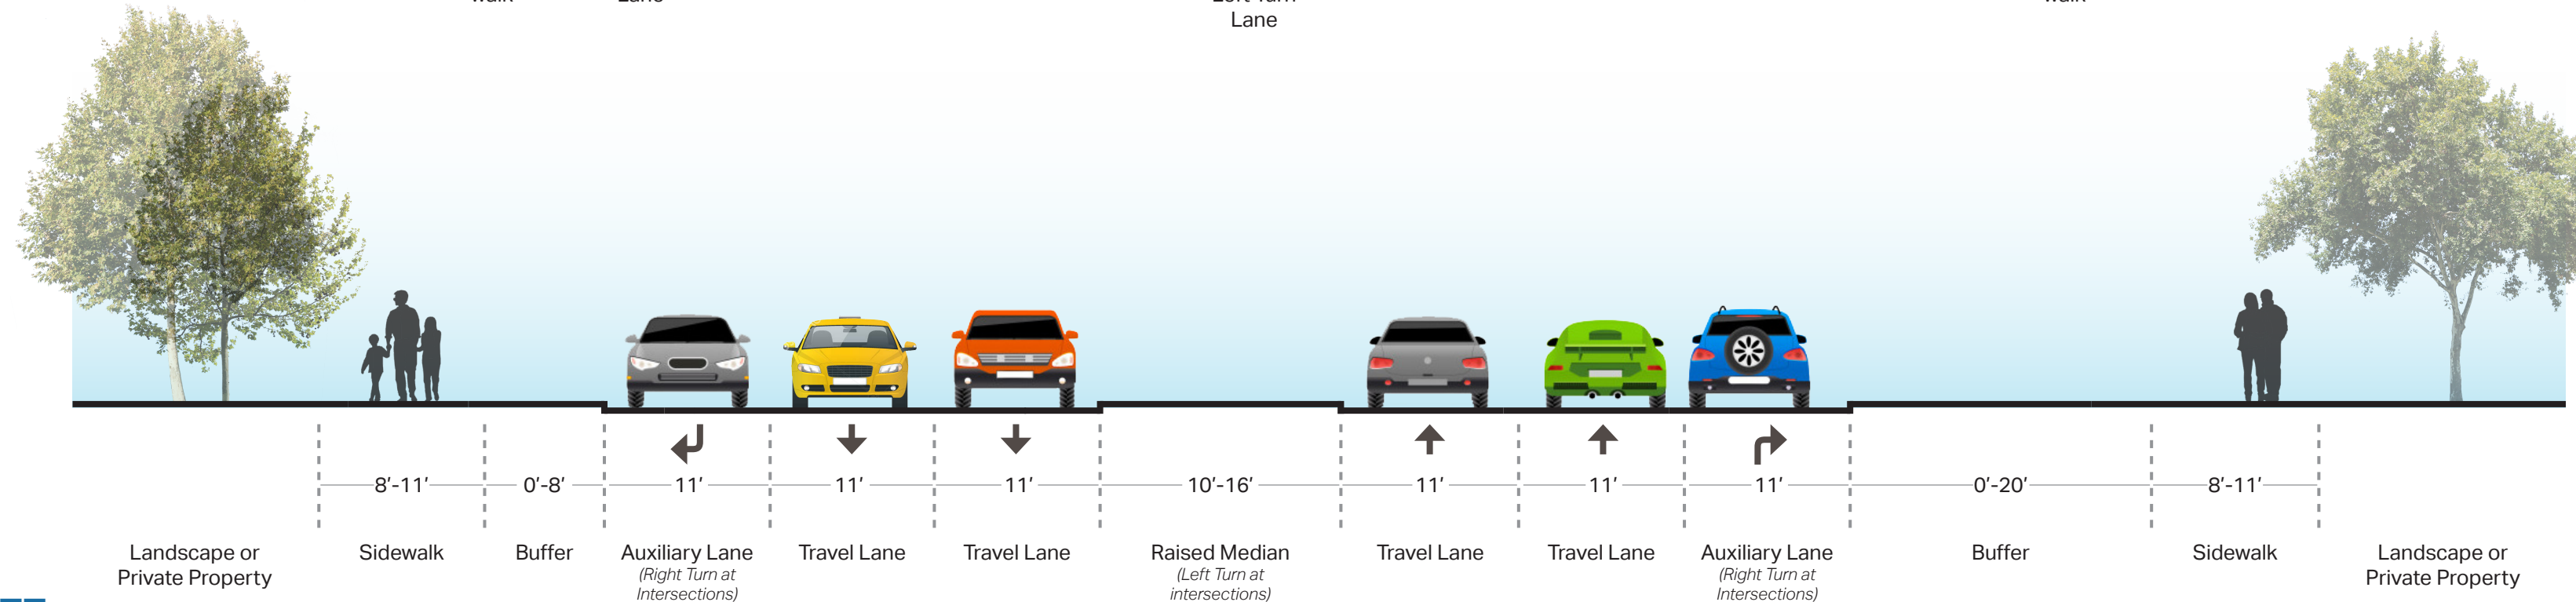 Lane
8’-11’
0’-8’
11’
11’
11’
10’-16’
11’
11’
11’
0’-20’
8’-11’
Landscape or
Private Property
Sidewalk
Buffer
Auxiliary Lane
(Right Turn at
Intersections)
Travel Lane
Travel Lane
Raised Median
(Left Turn at
intersections)
Travel Lane
Travel Lane
Auxiliary Lane
(Right Turn at
Intersections)
Buffer
Sidewalk
Landscape or
Private Property